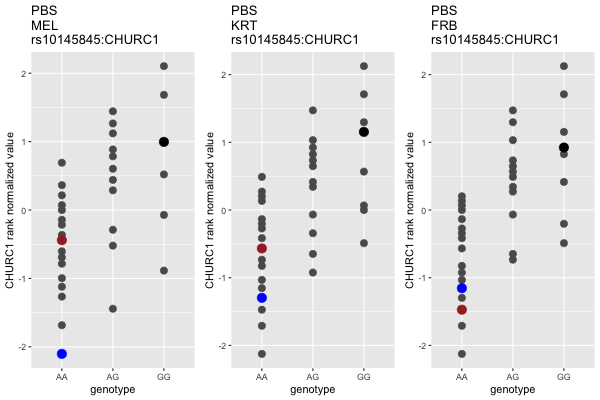 PBS
MEL
rs10145845:CHURC1
CHURC1 rank normalized value
2
1
0
-1
-2
AA
AG
GG
genotype
PBS
KRT
rs10145845:CHURC1
CHURC1 rank normalized value
2
1
0
-1
-2
AA
AG
GG
genotype
PBS
FRB
rs10145845:CHURC1
CHURC1 rank normalized value
2
1
0
-1
-2
AA
AG
GG
genotype